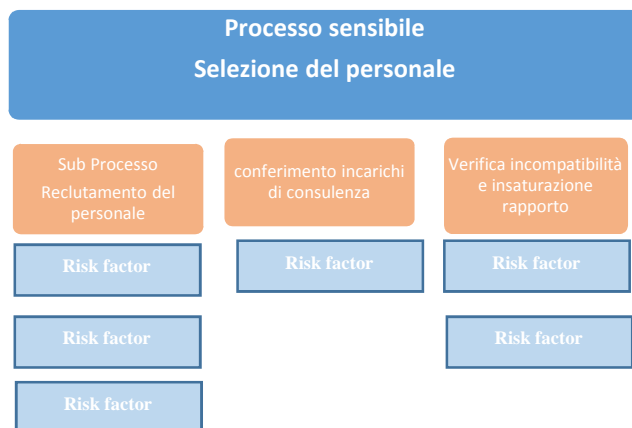 Processo sensibile
Selezione del personale
Sub Processo
Reclutamento del
personale
conferimento incarichi
di consulenza
Verifica incompatibilità
e insaturazione
rapporto
Risk factor
Risk factor
Risk factor
Risk factor
Risk factor
Risk factor